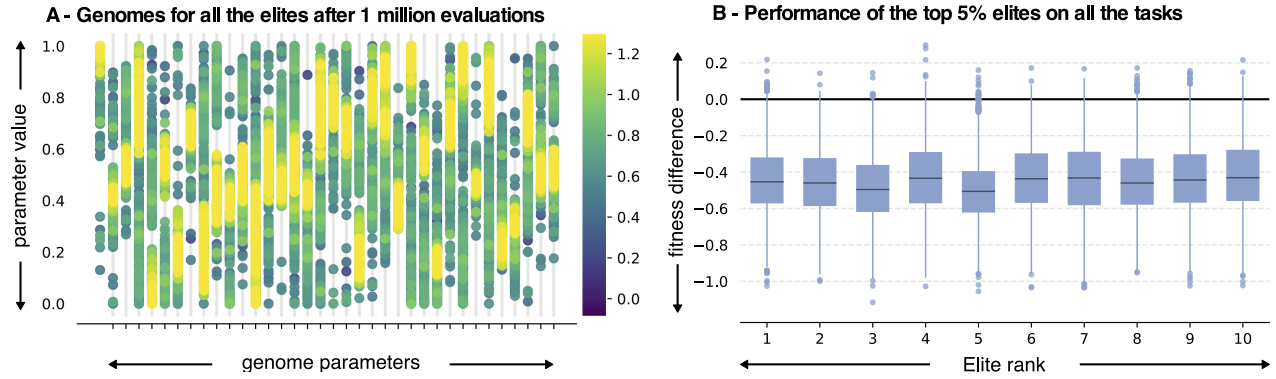 A - Genomes for all the elites after 1 million evaluations
parameter value
1.0
0.8
0.6
0.4
0.2
0.0
genome parameters
1.2
1.0
0.8
0.6
0.4
0.2
0.0
B - Performance of the top 5% elites on all the tasks
fitness difference
0.2
0.0
−0.2
−0.4
−0.6
−0.8
−1.0
1 2 3 4 5 6 7 8 9 10
Elite rank